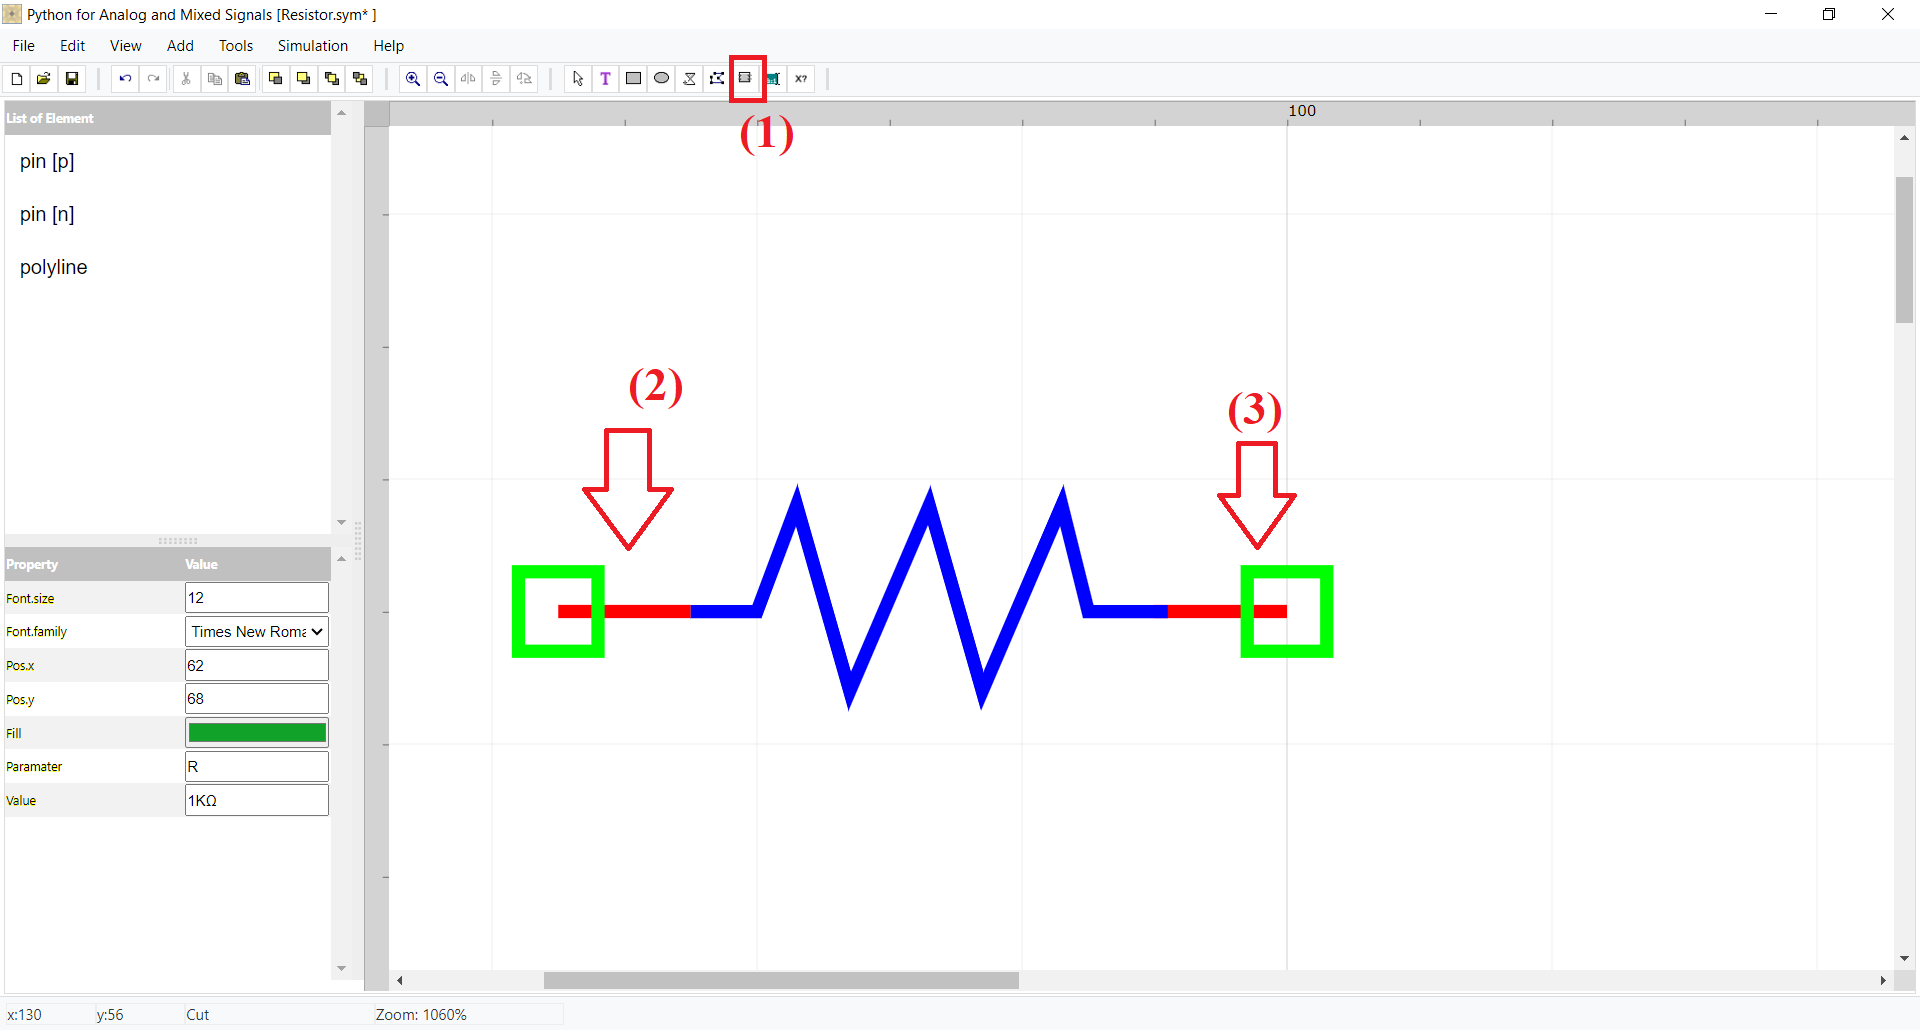 Python for Analog and Mixed Signals [Resistor.sym* ]
File Edit View Add Tools Simulation Help
T X?
(1)
100
List of Element
pin [p]
pin [n]
polyline
(2)
(3)
Property Value
Font.size 12
Font.family Times New Roma
Pos.x 62
Pos.y 68
Fill
Paramater R
Value 1KΩ
x:130 y:56 Cut Zoom: 1060%